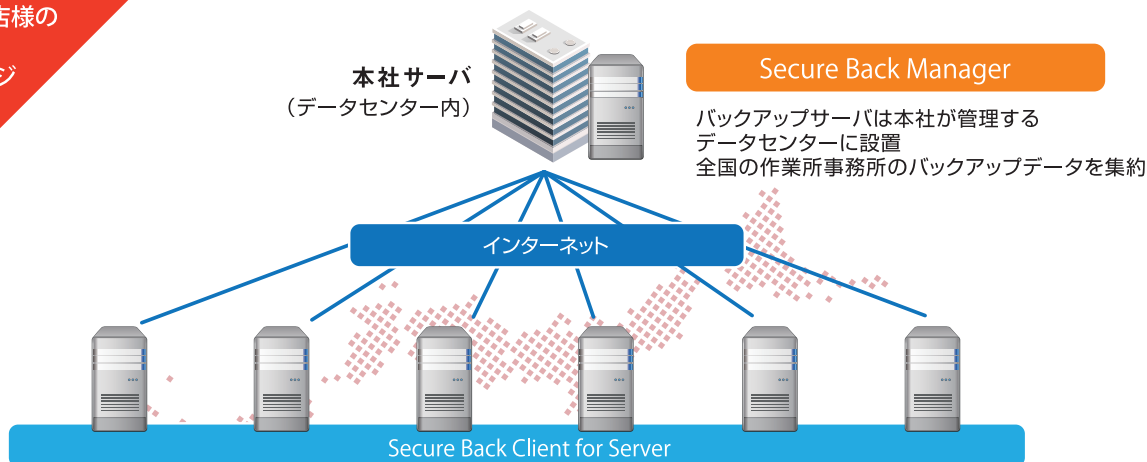 店様の
ジ
本社サーバ
（データセンター内）
Secure Back Manager
バックアップサーバは本社が管理する
データセンターに設置
全国の作業所事務所のバックアップデータを集約
インターネット
Secure Back Client for Server